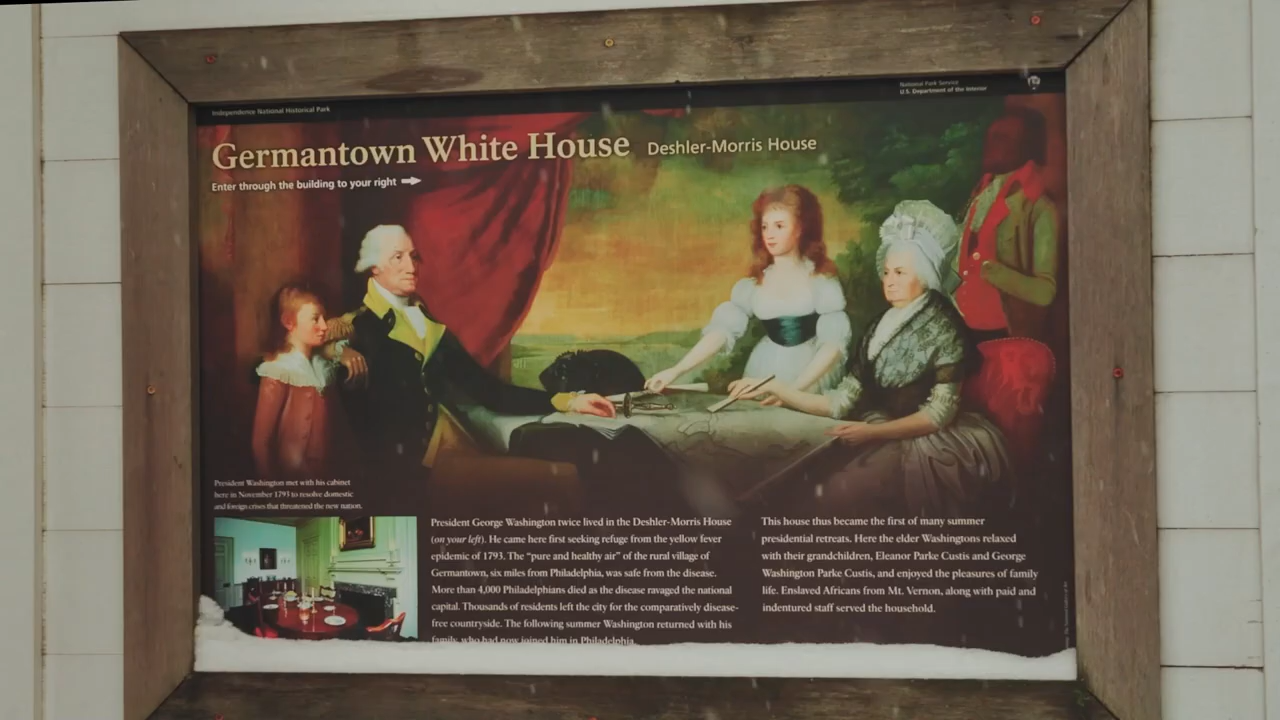 Independence National Historical Park
National Park Service
U.S. Department of the Interior
Germantown White House Deshler-Morris House
Enter through the building to your right
President Washington met with his cabinet
here in November 1793 to resolve domestic
and foreign crises that threatened the new nation.
President George Washington twice lived in the Deshler-Morris House
(on your left). He came here first seeking refuge from the yellow fever
epidemic of 1793. The “pure and healthy air” of the rural village of
Germantown, six miles from Philadelphia, was safe from the disease.
More than 4,000 Philadelphians died as the disease ravaged the national
capital. Thousands of residents left the city for the comparatively disease-
free countryside. The following summer Washington returned with his
family, who had now joined him in Philadelphia.
This house thus became the first of many summer
presidential retreats. Here the elder Washingtons relaxed
with their grandchildren, Eleanor Parke Custis and George
Washington Parke Custis, and enjoyed the pleasures of family
life. Enslaved Africans from Mt. Vernon, along with paid and
indentured staff served the household.